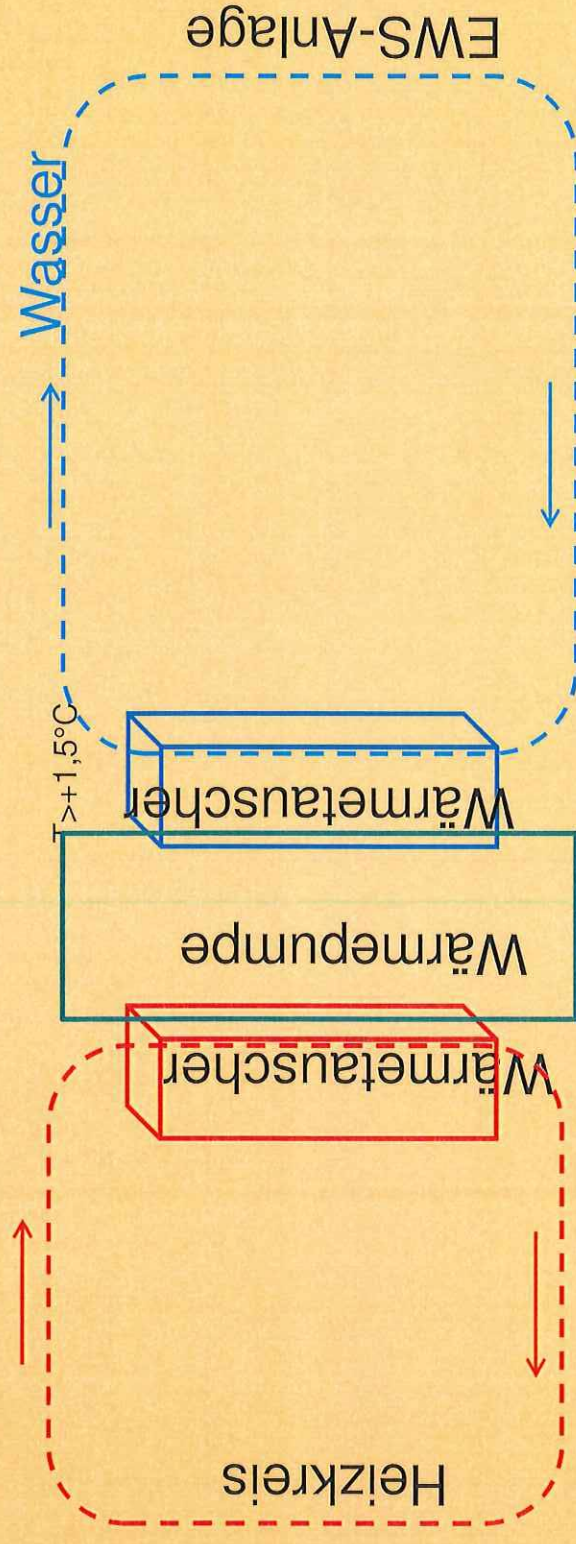 Heizkreis
Wärmetauscher
Wärmepumpe
Wärmetauscher
T>+1,5°C
Wasser
EWS-Anlage